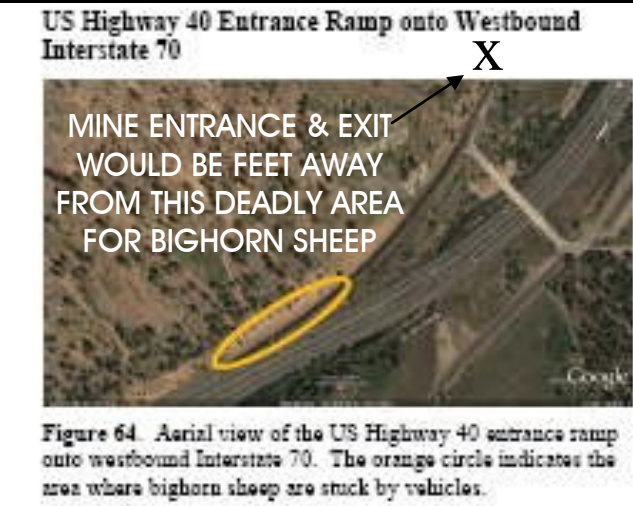 US Highway 40 Entrance Ramp onto Westbound
Interstate 70
X
MINE ENTRANCE & EXIT
WOULD BE FEET AWAY
FROM THIS DEADLY AREA
FOR BIGHORN SHEEP
Google
Figure 64. Aerial view of the US Highway 40 entrance ramp
onto westbound Interstate 70. The orange circle indicates the
area where bighorn sheep are stuck by vehicles.